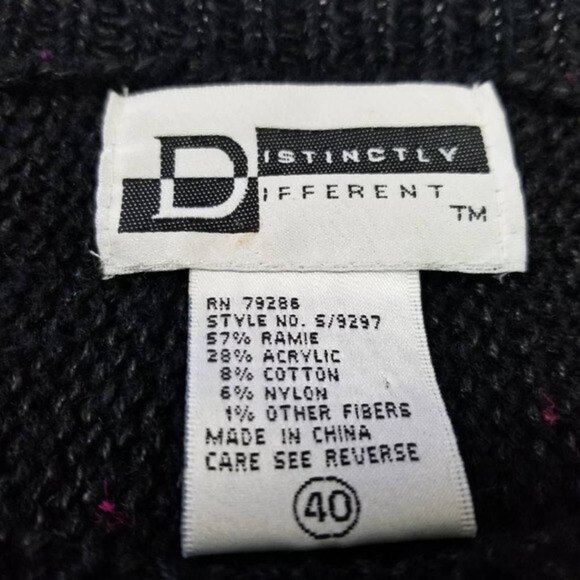 DISTINCTLY
DIFFERENT
TM
RN 79286
STYLE NO. S/9297
57% RAMIE
28% ACRYLIC
8% COTTON
6% NYLON
1% OTHER FIBERS
MADE IN CHINA
CARE SEE REVERSE
40